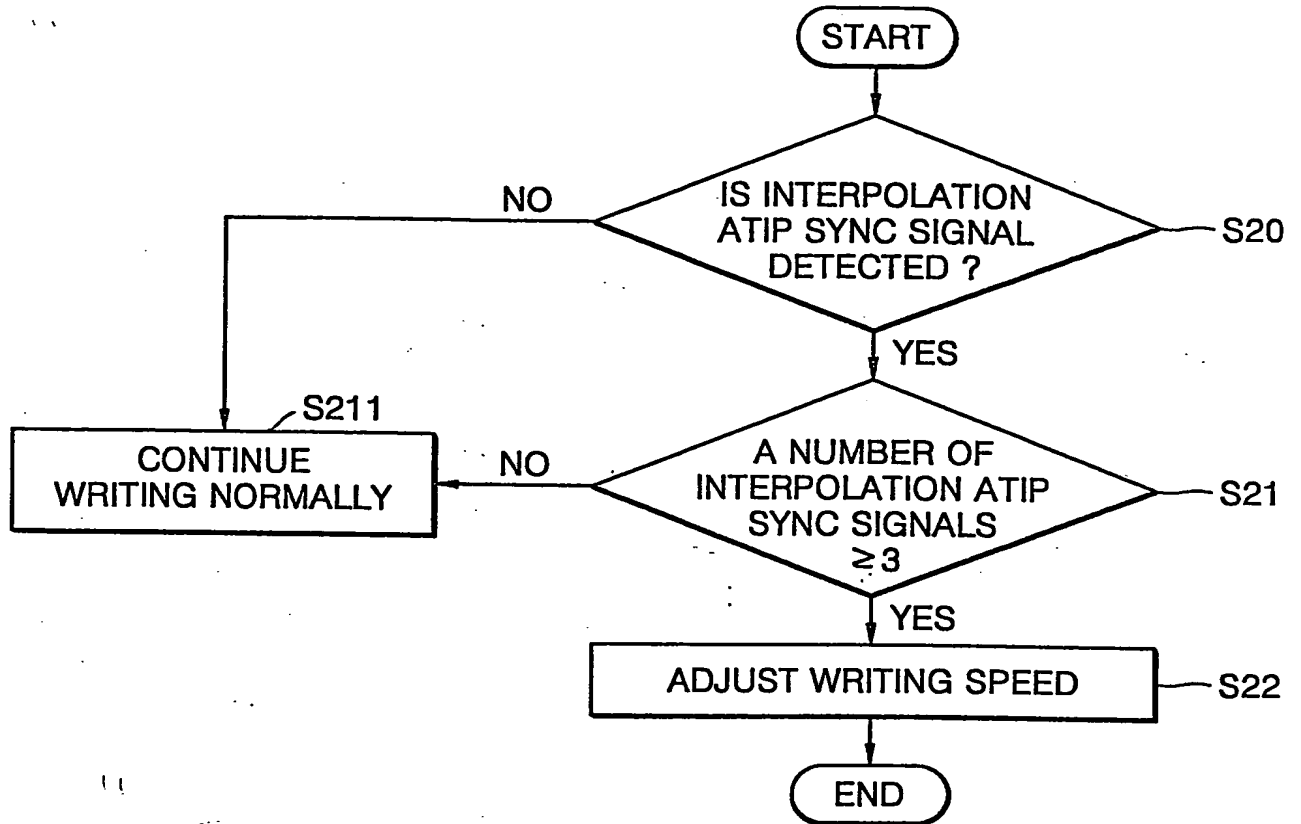 START
NO
IS INTERPOLATION
ATIP SYNC SIGNAL
DETECTED ?
S20
YES
S211
CONTINUE
WRITING NORMALLY
NO
A NUMBER OF
INTERPOLATION ATIP
SYNC SIGNALS
≥3
S21
YES
ADJUST WRITING SPEED
S22
END